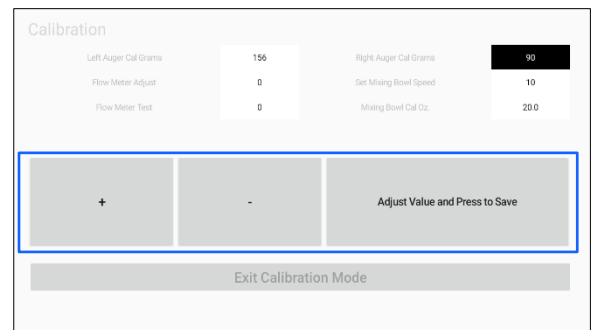 Calibration
Left Auger Cal Grams 156 Right Auger Cal Grams 90
Flow Meter Adjust 0 Set Mixing Bowl Speed 10
Flow Meter Test 0 Mixing Bowl Cal Oz. 20.0
+ - Adjust Value and Press to Save
Exit Calibration Mode